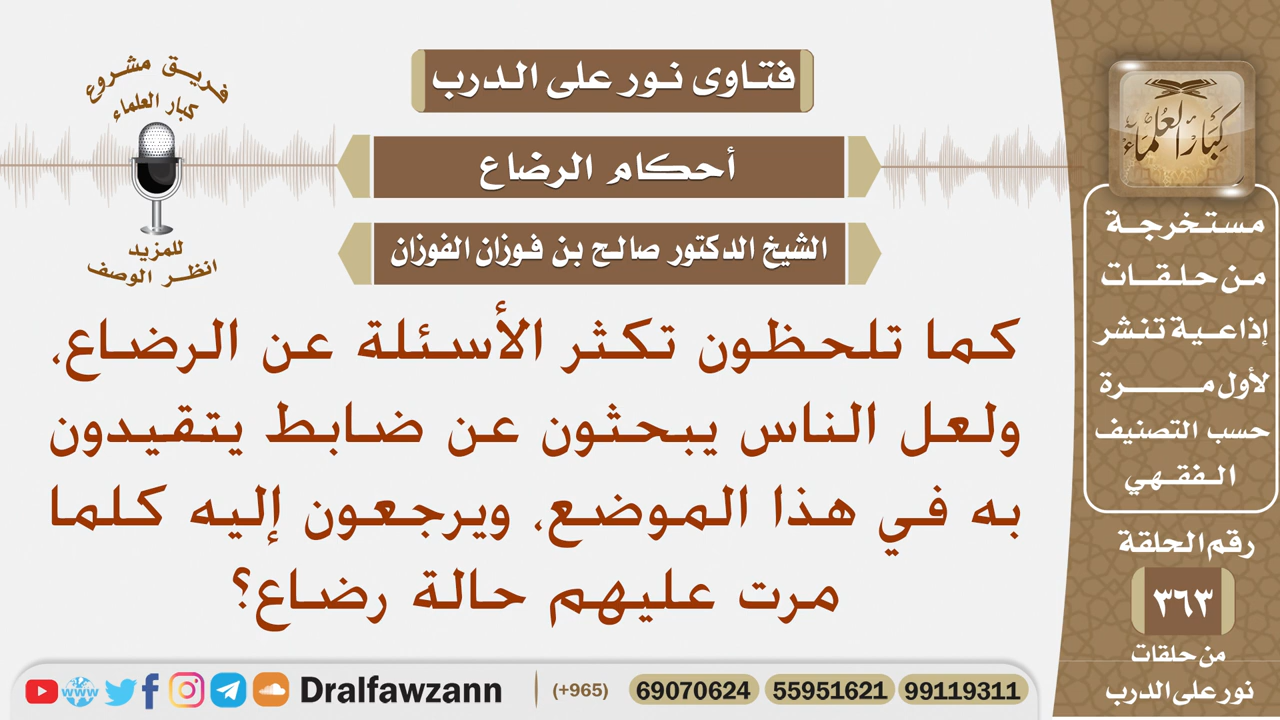 فتاوى نور على الدرب
أحكام الرضاع
الشيخ الدكتور صالح بن فوزان الفوزان
فريق مشروع
كبار العلماء
للمزيد
انظر الوصف
كما تلحظون تكثر الأسئلة عن الرضاع،
ولعل الناس يبحثون عن ضابط يتقيدون
به في هذا الموضع، ويرجعون إليه كلما
مرت عليهم حالة رضاع؟
كبار العلماء
مستخرجة
من حلقات
إذاعية تنشر
لأول مرة
حسب التصنيف
الفقهي
رقم الحلقة
٣٦٣
من حلقات
نور على الدرب
www Dralfawzann (+965) 69070624 55951621 99119311